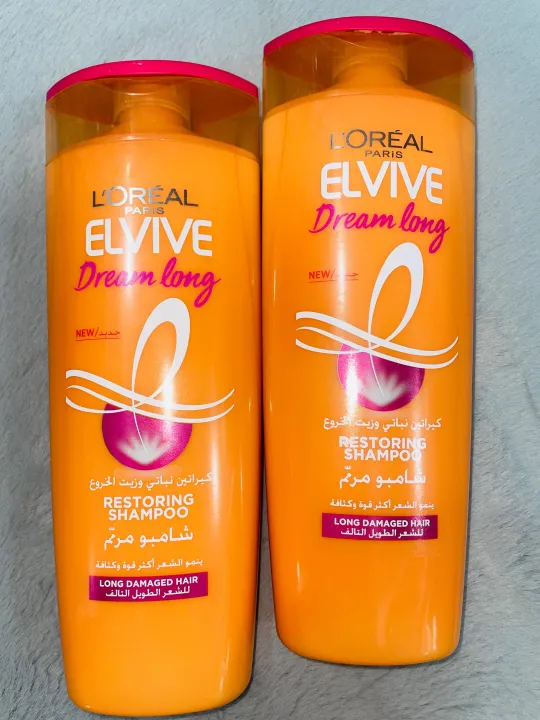 L'ORÉAL
PARIS
ELVIVE
Dream long
NEW/جديد
كيراتين نباتي وزيت الخروع
RESTORING
SHAMPOO
شامبو مرمّم
ينمو الشعر أكثر قوة وكثافة
LONG DAMAGED HAIR
للشعر الطويل التالف
L'ORÉAL
PARIS
ELVIVE
Dream long
NEW/جديد
كيراتين نباتي وزيت الخروع
RESTORING
SHAMPOO
شامبو مرمّم
ينمو الشعر أكثر قوة وكثافة
LONG DAMAGED HAIR
للشعر الطويل التالف